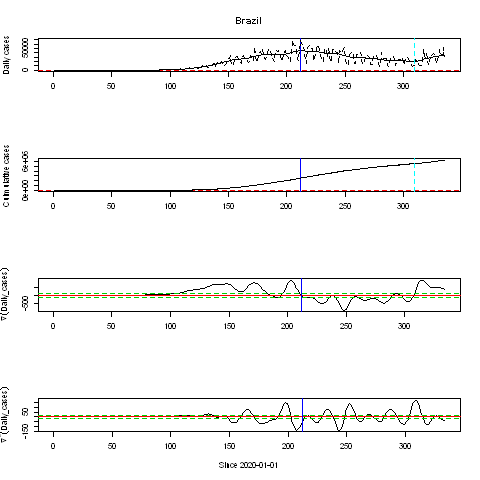 Brazil
Daily cases
0 50000
0 50 100 150 200 250 300
Cumulative cases
0e+00 6e+06
0 50 100 150 200 250 300
∇(Daily_cases)
-500
0 50 100 150 200 250 300
∇²(Daily_cases)
-150 50
0 50 100 150 200 250 300
Since 2020-01-01